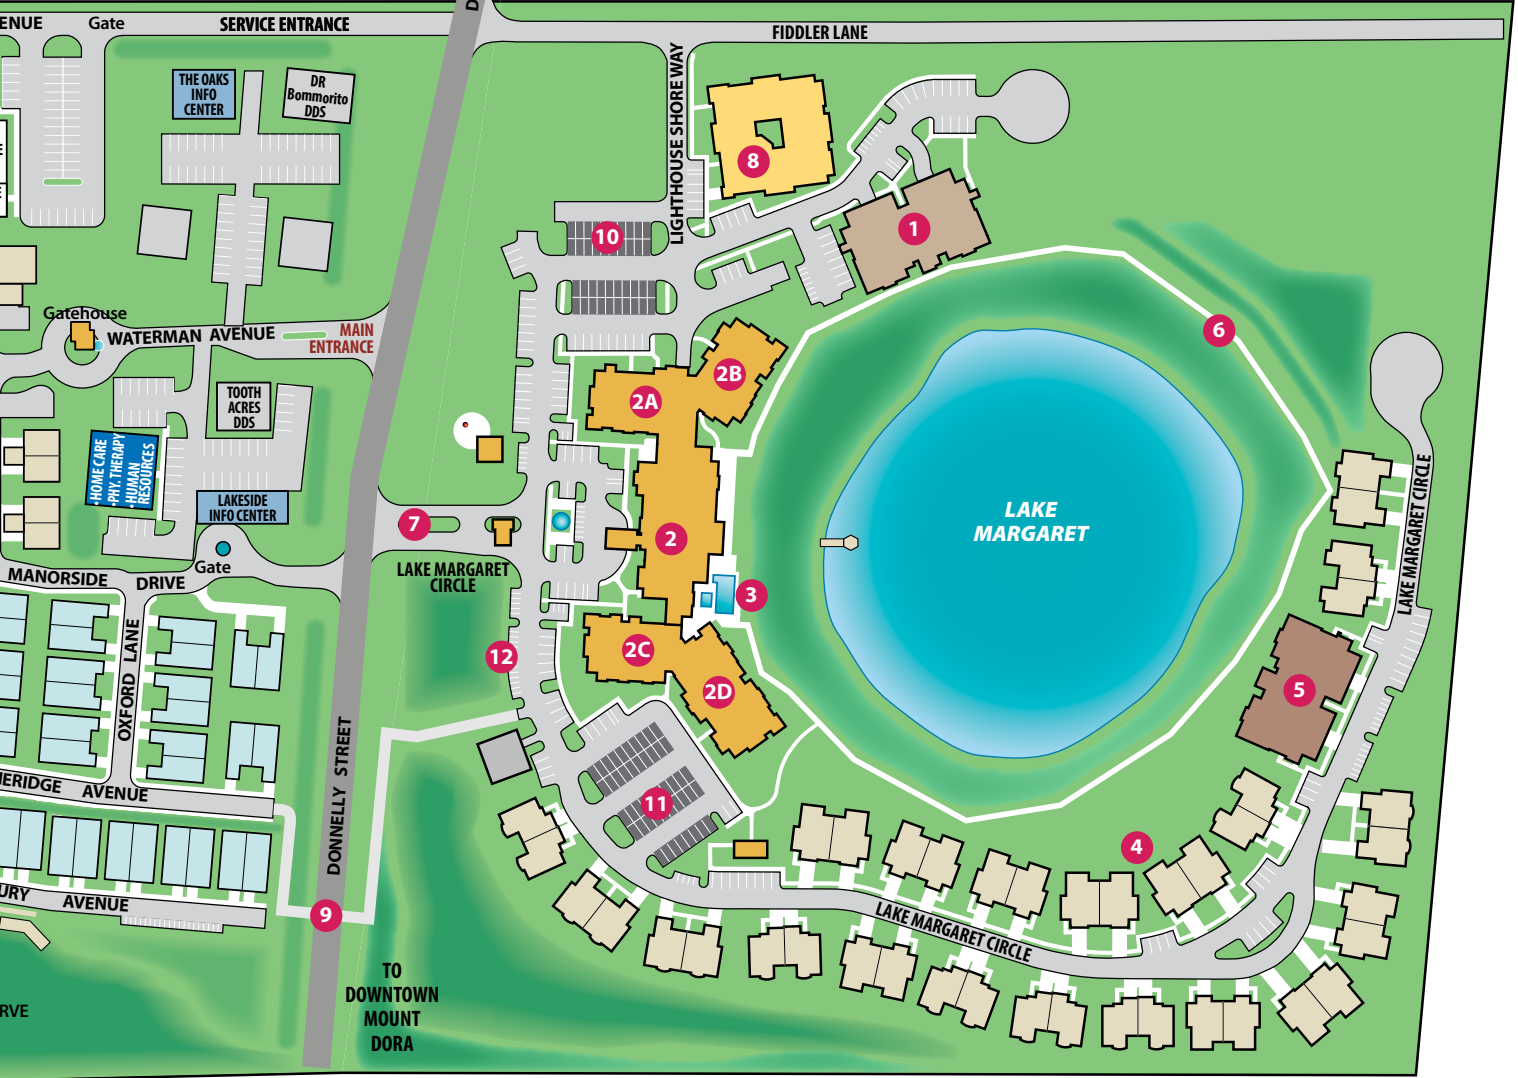 ENUE
Gate
SERVICE ENTRANCE
D
FIDDLER LANE
THE OAKS
INFO
CENTER
DR
Bommorito
DDS
LIGHTHOUSE SHORE WAY
8
1
10
6
Gatehouse
WATERMAN AVENUE
MAIN
ENTRANCE
2B
2A
TOOTH
ACRES
DDS
•HOME CARE
•PHY. THERAPY
•HUMAN
RESOURCES
LAKESIDE
INFO CENTER
7
2
LAKE
MARGARET
LAKE MARGARET CIRCLE
Gate
MANORSIDE DRIVE
LAKE MARGARET
CIRCLE
3
OXFORD LANE
12
2C
2D
5
DONNELLY STREET
HERIDGE AVENUE
11
4
URY AVENUE
9
LAKE MARGARET CIRCLE
TO
DOWNTOWN
MOUNT
DORA
RVE